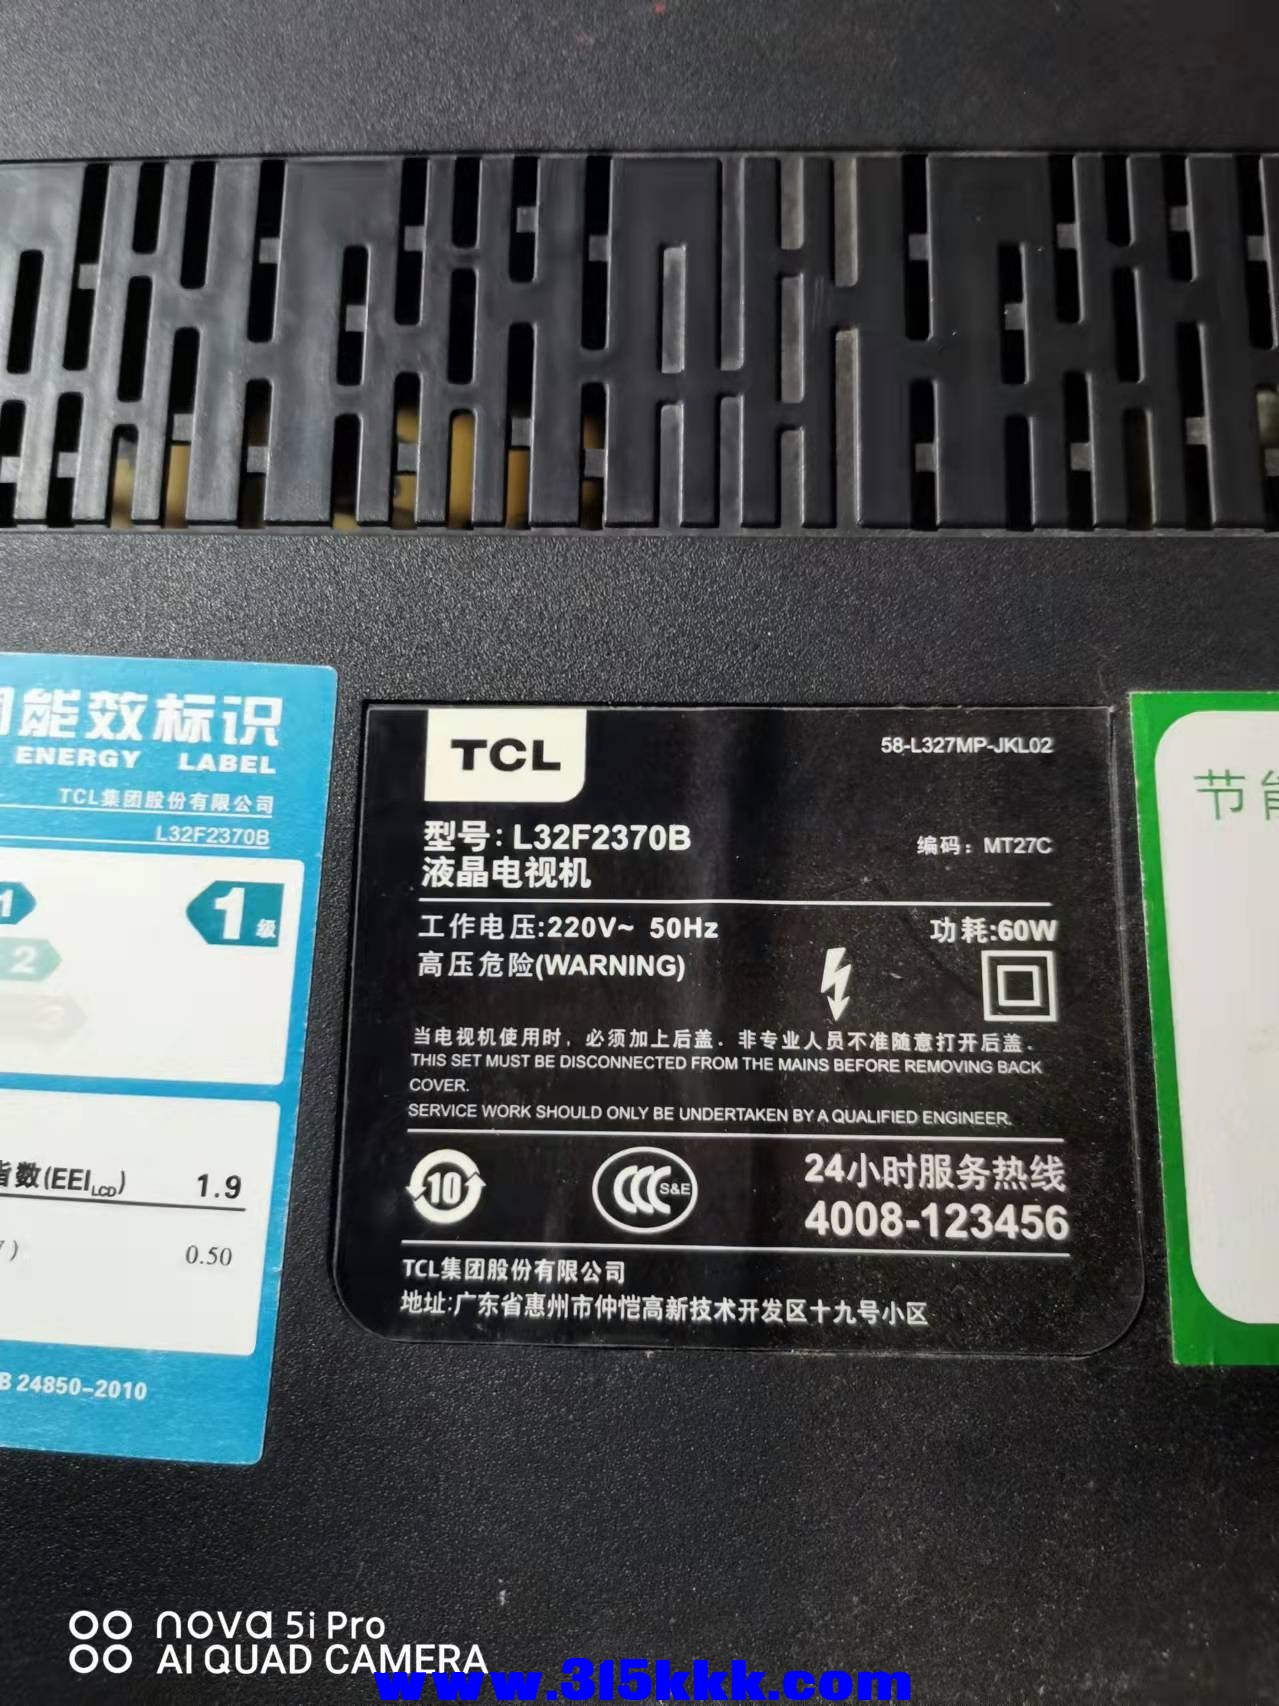 能效标识
ENERGY LABEL
TCL集团股份有限公司
L32F2370B
1
1级
2
3
指数(EEILCD)
1.9
0.50
24850-2010
TCL
58-L327MP-JKL02
型号: L32F2370B
编码: MT27C
液晶电视机
工作电压:220V~ 50Hz
功耗:60W
高压危险(WARNING)
当电视机使用时，必须加上后盖．非专业人员不准随意打开后盖．
THIS SET MUST BE DISCONNECTED FROM THE MAINS BEFORE REMOVING BACK
COVER.
SERVICE WORK SHOULD ONLY BE UNDERTAKEN BY A QUALIFIED ENGINEER.
10
CCC S&E
24小时服务热线
4008-123456
TCL集团股份有限公司
地址:广东省惠州市仲恺高新技术开发区十九号小区
节
nova 5i Pro
AI QUAD CAMERA
www.315kkk.com